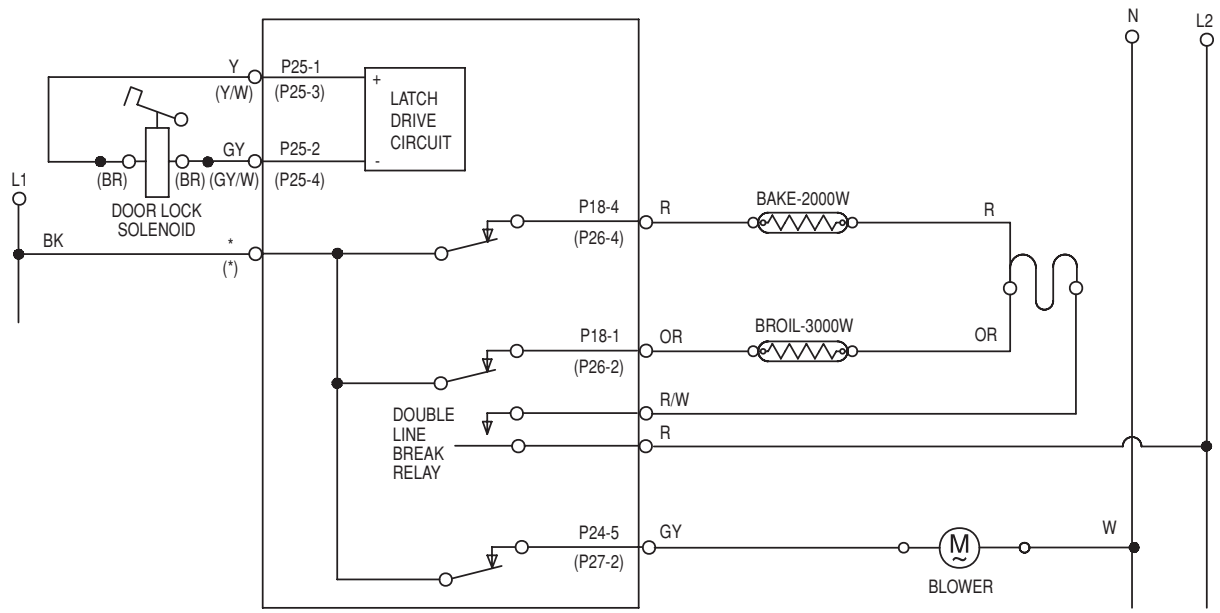 N
L2
Y
P25-1
(Y/W)
(P25-3)
+
LATCH
DRIVE
CIRCUIT
GY
P25-2
-
(BR)
(BR)
(GY/W)
(P25-4)
L1
DOOR LOCK
SOLENOID
BK
*
(*)
P18-4
R
BAKE-2000W
R
(P26-4)
P18-1
OR
BROIL-3000W
OR
(P26-2)
R/W
DOUBLE
LINE
BREAK
RELAY
R
P24-5
GY
W
(P27-2)
M
~
BLOWER